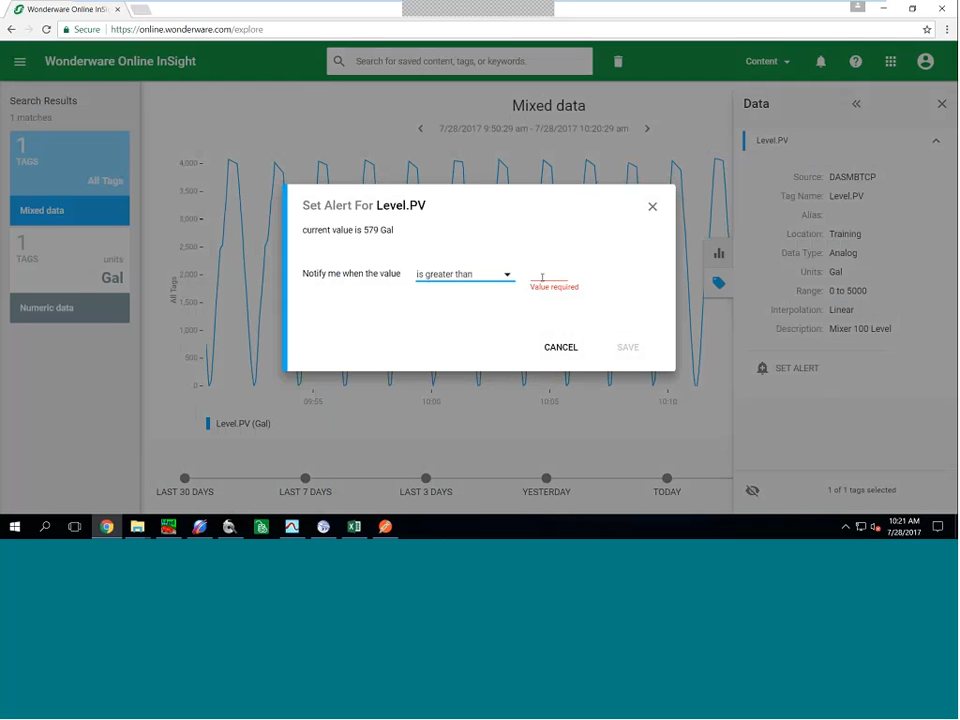 Wonderware Online InSi
Secure
https://online.wonderware.com/explore
Wonderware Online InSight
Search for saved content, tags, or keywords.
Content
Search Results
1 matches
1
TAGS
All Tags
Mixed data
1
TAGS
units
Gal
Numeric data
Mixed data
7/28/2017 9:50:29 am - 7/28/2017 10:20:29 am
All Tags
4,000
3,500
3,000
2,500
2,000
1,500
1,000
500
0
09:55
10:00
10:05
10:10
Level.PV (Gal)
LAST 30 DAYS
LAST 7 DAYS
LAST 3 DAYS
YESTERDAY
TODAY
Set Alert For Level.PV
current value is 579 Gal
Notify me when the value
is greater than
Value required
CANCEL
SAVE
Data
Level.PV
Source: DASMBTCP
Tag Name: Level.PV
Alias:
Location: Training
Data Type: Analog
Units: Gal
Range: 0 to 5000
Interpolation: Linear
Description: Mixer 100 Level
SET ALERT
1 of 1 tags selected
10:21 AM
7/28/2017